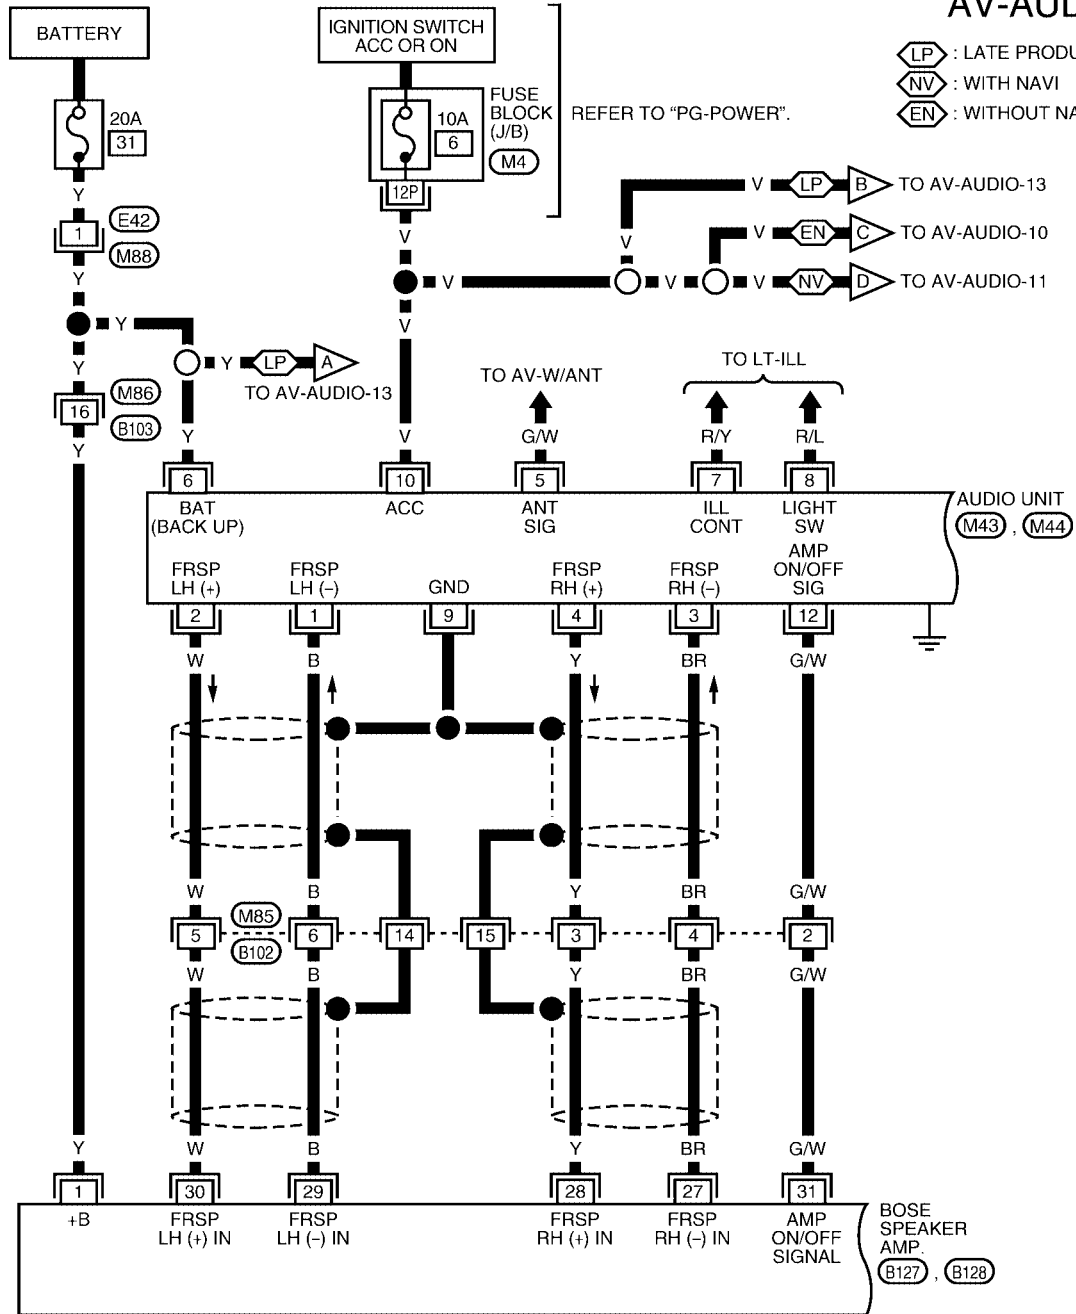 AV-AUD
BATTERY
IGNITION SWITCH
ACC OR ON
LP : LATE PRODU
NV : WITH NAVI
EN : WITHOUT NA
20A
31
10A
6
FUSE
BLOCK
(J/B)
M4
REFER TO “PG-POWER”.
12P
Y
1
E42
M88
Y
V
V LP B TO AV-AUDIO-13
V
V EN C TO AV-AUDIO-10
V
V
V NV D TO AV-AUDIO-11
V
Y
Y
Y LP A
TO AV-AUDIO-13
16
M86
B103
Y
Y
V
TO AV-W/ANT
G/W
TO LT-ILL
R/Y
R/L
6
10
5
7
8
BAT
(BACK UP)
ACC
ANT
SIG
ILL
CONT
LIGHT
SW
AUDIO UNIT
M43 , M44
FRSP
LH (+)
FRSP
LH (–)
GND
FRSP
RH (+)
FRSP
RH (–)
AMP
ON/OFF
SIG
2
1
9
4
3
12
W
B
Y
BR
G/W
W
B
Y
BR
G/W
M85
B102
5
6
14
15
3
4
2
W
B
Y
BR
G/W
Y
W
B
Y
BR
G/W
1
30
29
28
27
31
+B
FRSP
LH (+) IN
FRSP
LH (–) IN
FRSP
RH (+) IN
FRSP
RH (–) IN
AMP
ON/OFF
SIGNAL
BOSE
SPEAKER
AMP.
B127 , B128